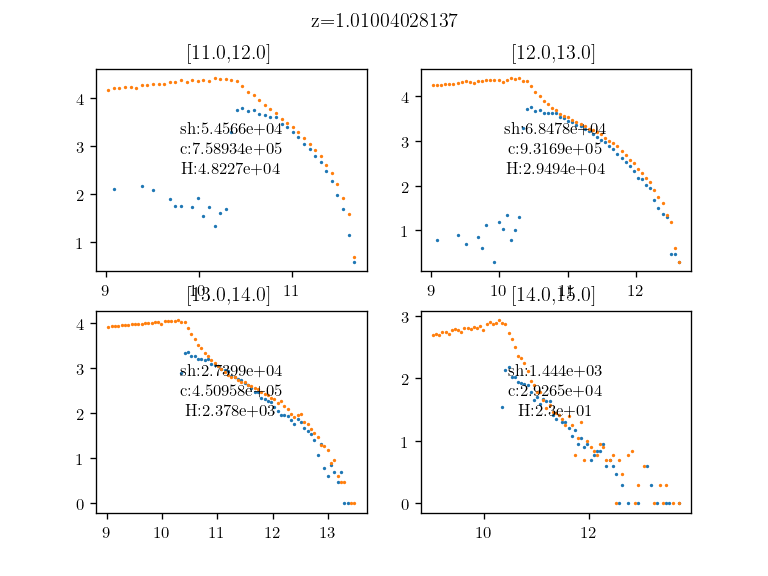 z=1.01004028137
[11.0,12.0]
[12.0,13.0]
4
3
2
1
sh:5.4566e+04
c:7.58934e+05
H:4.8227e+04
9
10
11
4
3
2
1
sh:6.8478e+04
c:9.3169e+05
H:2.9494e+04
9
10
11
12
[13.0,14.0]
[14.0,15.0]
4
3
2
1
0
sh:2.7399e+04
c:4.50958e+05
H:2.378e+03
9
10
11
12
13
3
2
1
0
sh:1.444e+03
c:2.9265e+04
H:2.3e+01
10
12